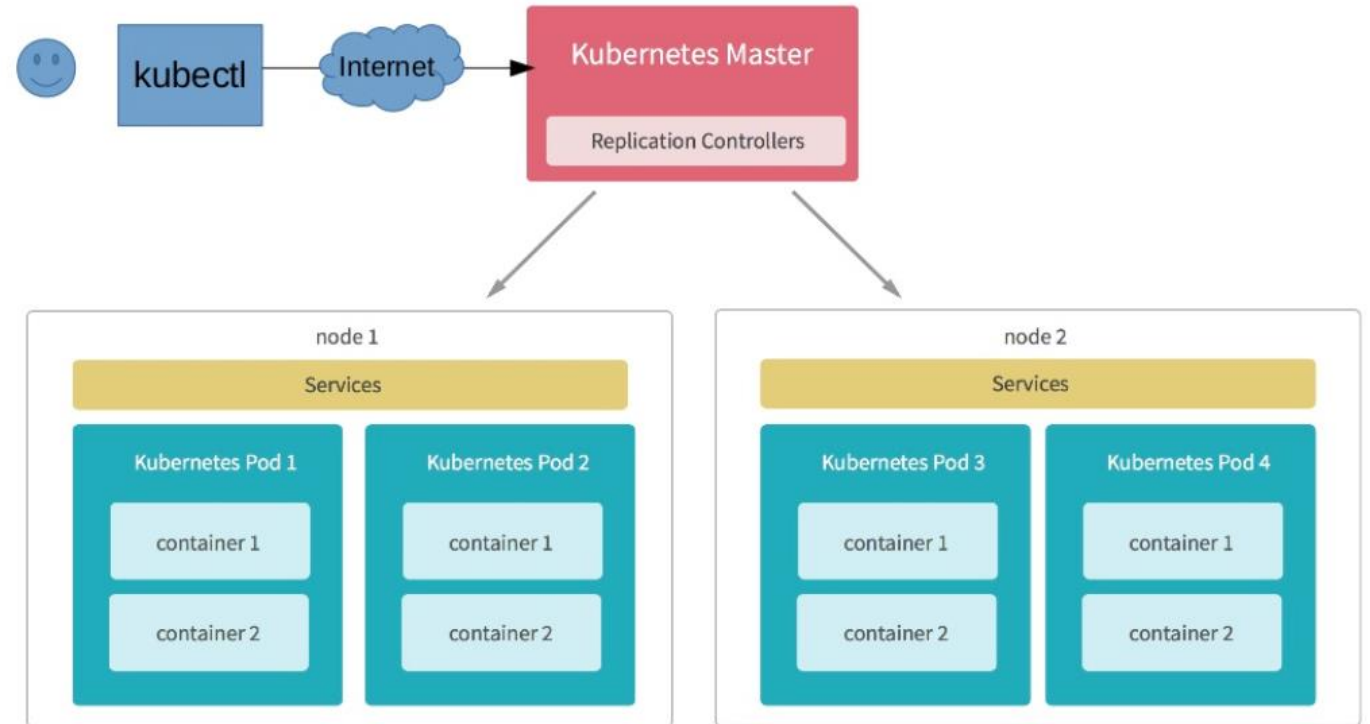 kubectl
Internet
Kubernetes Master
Replication Controllers
node 1
Services
Kubernetes Pod 1
Kubernetes Pod 2
container 1
container 1
container 2
container 2
node 2
Services
Kubernetes Pod 3
Kubernetes Pod 4
container 1
container 1
container 2
container 2